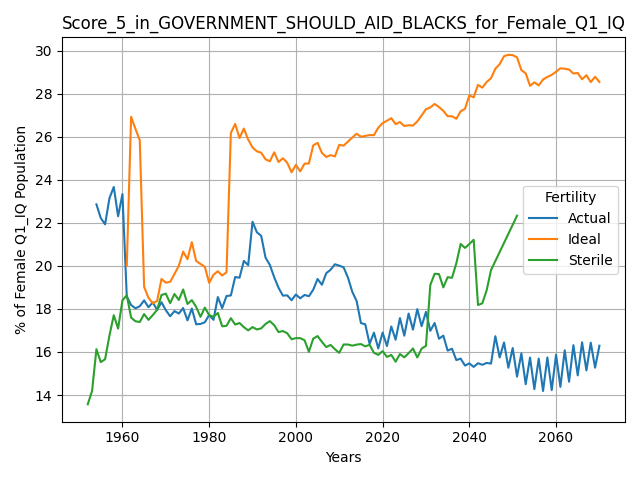 Score_5_in_GOVERNMENT_SHOULD_AID_BLACKS_for_Female_Q1_IQ
% of Female Q1_IQ Population
30
28
26
24
22
20
18
16
14
Fertility
Actual
Ideal
Sterile
1960
1980
2000
2020
2040
2060
Years